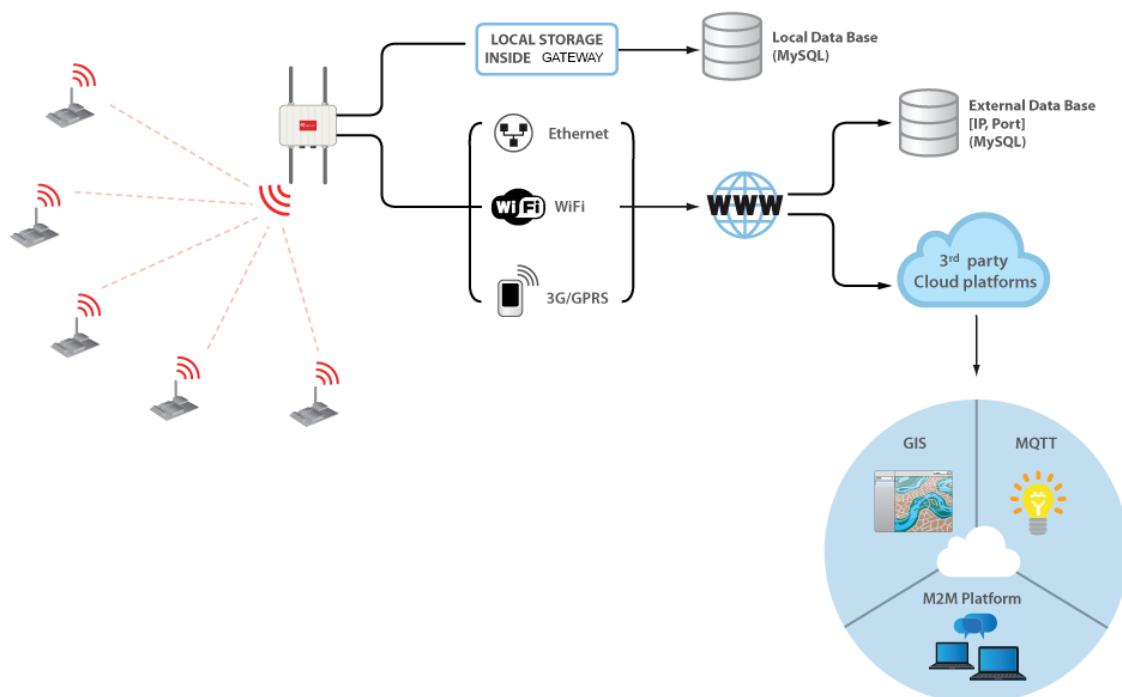 LOCAL STORAGE
INSIDE GATEWAY
Local Data Base
(MySQL)
External Data Base
[IP, Port]
(MySQL)
Ethernet
WiFi
WiFi
3G/GPRS
WWW
3rd party
Cloud platforms
GIS
MQTT
M2M Platform